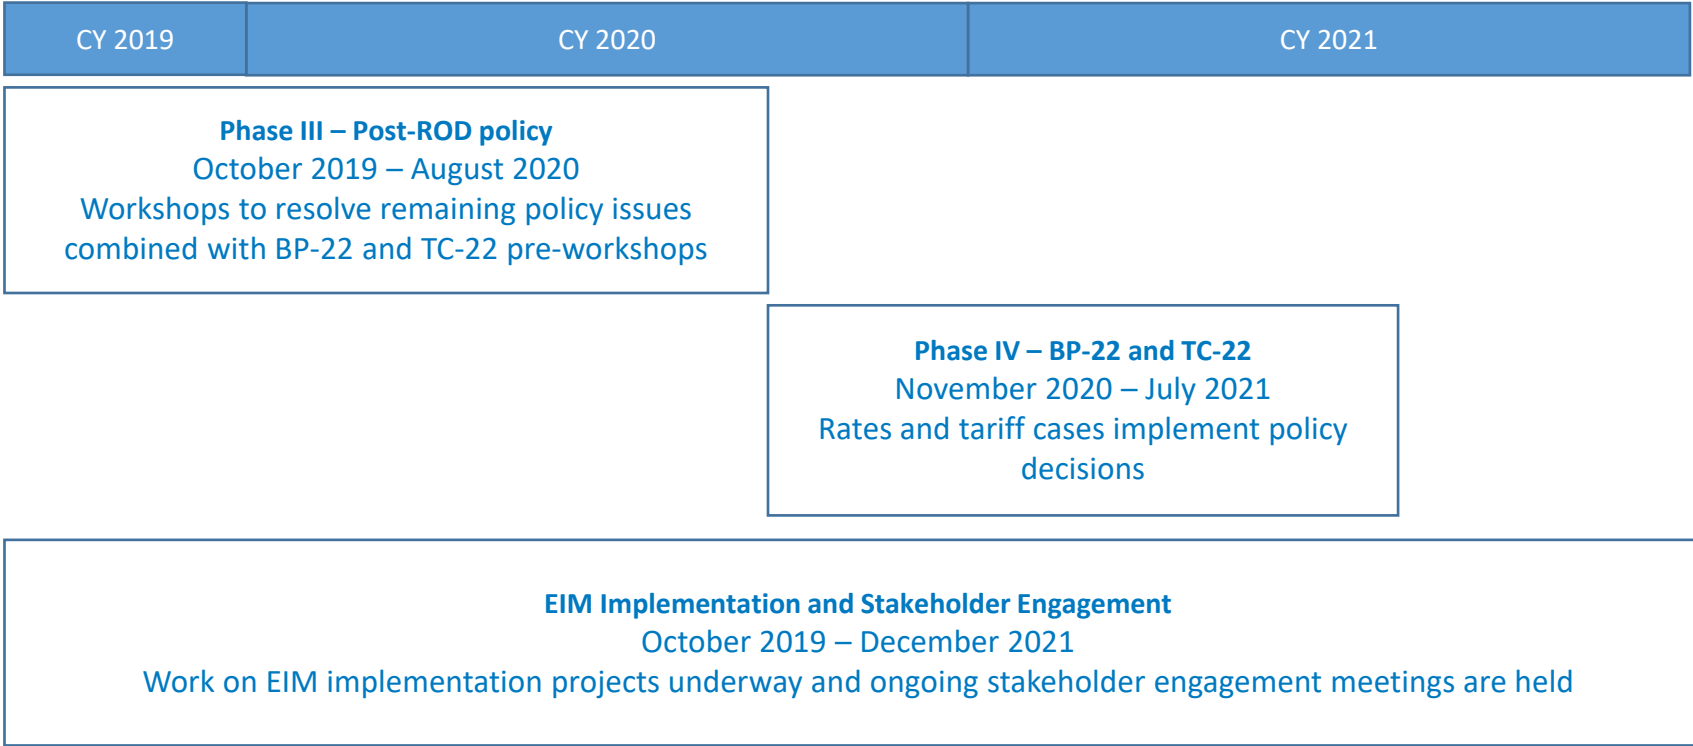 CY 2019
CY 2020
CY 2021
Phase III – Post-ROD policy
October 2019 – August 2020
Workshops to resolve remaining policy issues
combined with BP-22 and TC-22 pre-workshops
Phase IV – BP-22 and TC-22
November 2020 – July 2021
Rates and tariff cases implement policy
decisions
EIM Implementation and Stakeholder Engagement
October 2019 – December 2021
Work on EIM implementation projects underway and ongoing stakeholder engagement meetings are held